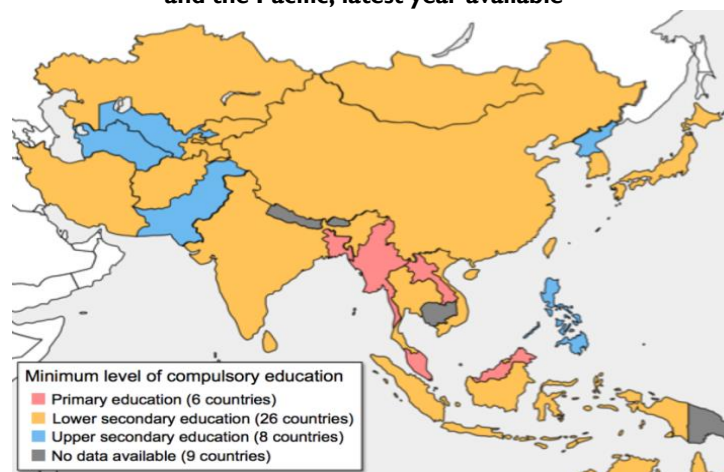 and the Pacific, latest year available
Minimum level of compulsory education
Primary education (6 countries)
Lower secondary education (26 countries)
Upper secondary education (8 countries)
No data available (9 countries)